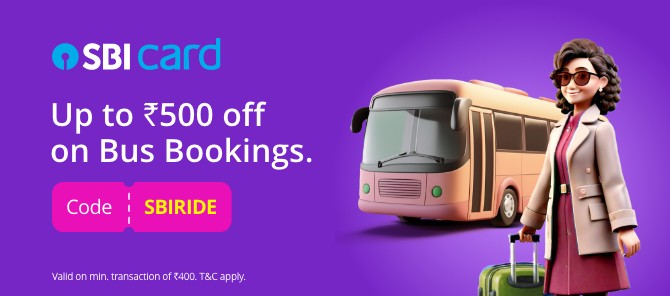 SBI card
Up to ₹500 off
on Bus Bookings.
Code SBIRIDE
Valid on min. transaction of ₹400. T&C apply.